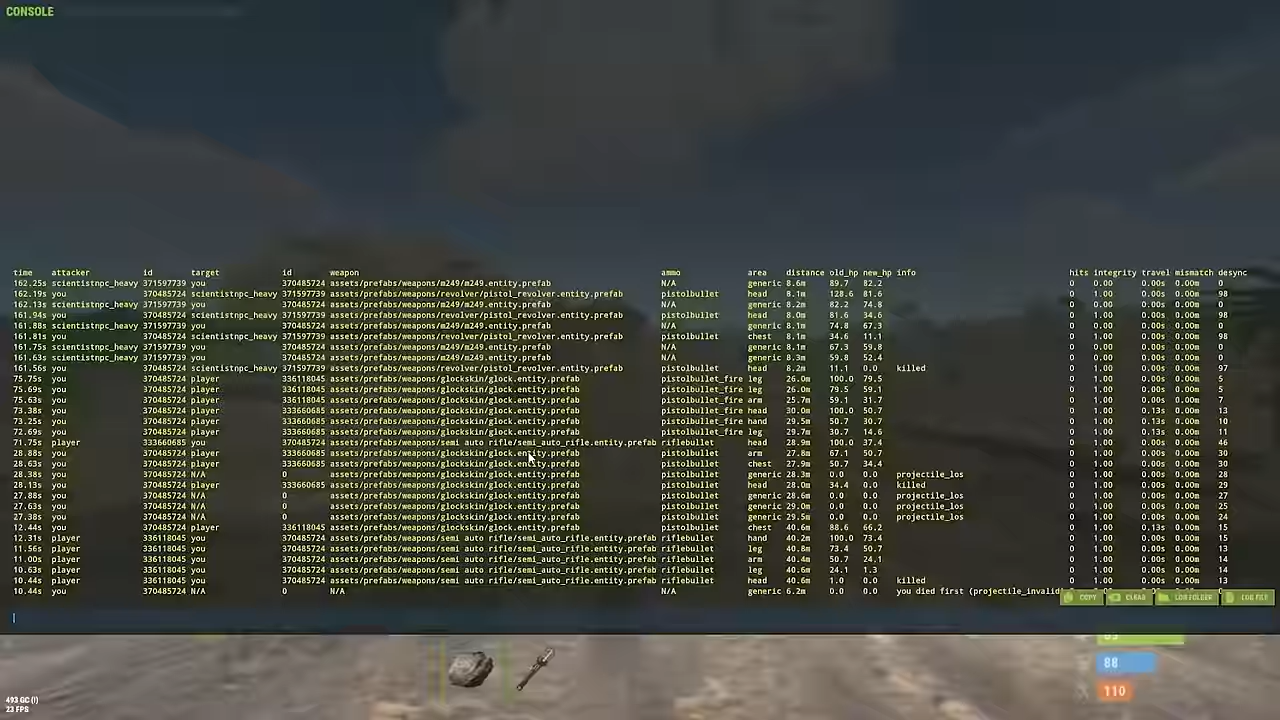 CONSOLE
time attacker id target id weapon ammo area distance old_hp new_hp info hits integrity travel mismatch desync
162.25s scientistnpc_heavy 371597739 you 370485724 assets/prefabs/weapons/m249/m249.entity.prefab N/A generic 8.6m 89.7 82.2 0 0.00 0.00s 0.00m 0
162.19s you 370485724 scientistnpc_heavy 371597739 assets/prefabs/weapons/revolver/pistol_revolver.entity.prefab pistolbullet head 8.1m 128.6 81.6 0 1.00 0.00s 0.00m 98
162.13s scientistnpc_heavy 371597739 you 370485724 assets/prefabs/weapons/m249/m249.entity.prefab N/A generic 8.2m 82.2 74.8 0 0.00 0.00s 0.00m 0
161.94s you 370485724 scientistnpc_heavy 371597739 assets/prefabs/weapons/revolver/pistol_revolver.entity.prefab pistolbullet head 8.0m 81.6 34.6 0 1.00 0.00s 0.00m 98
161.88s scientistnpc_heavy 371597739 you 370485724 assets/prefabs/weapons/m249/m249.entity.prefab N/A generic 8.1m 74.8 67.3 0 0.00 0.00s 0.00m 0
161.81s you 370485724 scientistnpc_heavy 371597739 assets/prefabs/weapons/revolver/pistol_revolver.entity.prefab pistolbullet chest 8.1m 34.6 11.1 0 1.00 0.00s 0.00m 98
161.75s scientistnpc_heavy 371597739 you 370485724 assets/prefabs/weapons/m249/m249.entity.prefab N/A generic 8.1m 67.3 59.8 0 0.00 0.00s 0.00m 0
161.63s scientistnpc_heavy 371597739 you 370485724 assets/prefabs/weapons/m249/m249.entity.prefab N/A generic 8.3m 59.8 52.4 0 0.00 0.00s 0.00m 0
161.56s you 370485724 scientistnpc_heavy 371597739 assets/prefabs/weapons/revolver/pistol_revolver.entity.prefab pistolbullet head 8.2m 11.1 0.0 killed 0 1.00 0.00s 0.00m 97
75.75s you 370485724 player 336118045 assets/prefabs/weapons/glockskin/glock.entity.prefab pistolbullet_fire leg 26.0m 100.0 79.5 0 1.00 0.00s 0.00m 5
75.69s you 370485724 player 336118045 assets/prefabs/weapons/glockskin/glock.entity.prefab pistolbullet_fire leg 26.0m 79.5 59.1 0 1.00 0.00s 0.00m 5
75.63s you 370485724 player 336118045 assets/prefabs/weapons/glockskin/glock.entity.prefab pistolbullet_fire arm 25.7m 59.1 31.7 0 1.00 0.00s 0.00m 7
73.38s you 370485724 player 333660685 assets/prefabs/weapons/glockskin/glock.entity.prefab pistolbullet_fire head 30.0m 100.0 50.7 0 1.00 0.13s 0.00m 13
73.25s you 370485724 player 333660685 assets/prefabs/weapons/glockskin/glock.entity.prefab pistolbullet_fire hand 29.5m 50.7 30.7 0 1.00 0.13s 0.00m 10
72.69s you 370485724 player 333660685 assets/prefabs/weapons/glockskin/glock.entity.prefab pistolbullet_fire leg 29.7m 30.7 14.6 0 1.00 0.13s 0.00m 11
71.75s player 333660685 you 370485724 assets/prefabs/weapons/semi auto rifle/semi_auto_rifle.entity.prefab riflebullet head 28.9m 100.0 37.4 0 1.00 0.00s 0.00m 46
28.88s you 370485724 player 333660685 assets/prefabs/weapons/glockskin/glock.entity.prefab pistolbullet arm 27.8m 67.1 50.7 0 1.00 0.00s 0.00m 30
28.63s you 370485724 player 333660685 assets/prefabs/weapons/glockskin/glock.entity.prefab pistolbullet chest 27.9m 50.7 34.4 0 1.00 0.00s 0.00m 30
28.38s you 370485724 N/A 0 assets/prefabs/weapons/glockskin/glock.entity.prefab pistolbullet generic 28.3m 0.0 0.0 projectile_los 0 1.00 0.00s 0.00m 28
28.13s you 370485724 player 333660685 assets/prefabs/weapons/glockskin/glock.entity.prefab pistolbullet chest 28.0m 34.4 0.0 killed 0 1.00 0.00s 0.00m 29
27.88s you 370485724 N/A 0 assets/prefabs/weapons/glockskin/glock.entity.prefab pistolbullet generic 28.6m 0.0 0.0 projectile_los 0 1.00 0.00s 0.00m 27
27.63s you 370485724 N/A 0 assets/prefabs/weapons/glockskin/glock.entity.prefab pistolbullet generic 29.0m 0.0 0.0 projectile_los 0 1.00 0.00s 0.00m 25
27.38s you 370485724 N/A 0 assets/prefabs/weapons/glockskin/glock.entity.prefab pistolbullet generic 29.5m 0.0 0.0 projectile_los 0 1.00 0.00s 0.00m 24
12.44s you 370485724 player 336118045 assets/prefabs/weapons/glockskin/glock.entity.prefab pistolbullet chest 40.6m 88.6 66.2 0 1.00 0.13s 0.00m 15
12.31s player 336118045 you 370485724 assets/prefabs/weapons/semi auto rifle/semi_auto_rifle.entity.prefab riflebullet hand 40.2m 100.0 73.4 0 1.00 0.00s 0.00m 15
11.56s player 336118045 you 370485724 assets/prefabs/weapons/semi auto rifle/semi_auto_rifle.entity.prefab riflebullet leg 40.8m 73.4 50.7 0 1.00 0.00s 0.00m 13
11.00s player 336118045 you 370485724 assets/prefabs/weapons/semi auto rifle/semi_auto_rifle.entity.prefab riflebullet arm 40.4m 50.7 24.1 0 1.00 0.00s 0.00m 14
10.63s player 336118045 you 370485724 assets/prefabs/weapons/semi auto rifle/semi_auto_rifle.entity.prefab riflebullet leg 40.6m 24.1 1.3 0 1.00 0.00s 0.00m 14
10.44s player 336118045 you 370485724 assets/prefabs/weapons/semi auto rifle/semi_auto_rifle.entity.prefab riflebullet head 40.6m 1.0 0.0 killed 0 1.00 0.00s 0.00m 13
10.44s you 370485724 N/A 0 N/A N/A generic 6.2m 0.0 0.0 you died first (projectile_invalid
COPY CLEAR LOG FOLDER LOG FILE
88
110
493 GC (I)
23 FPS